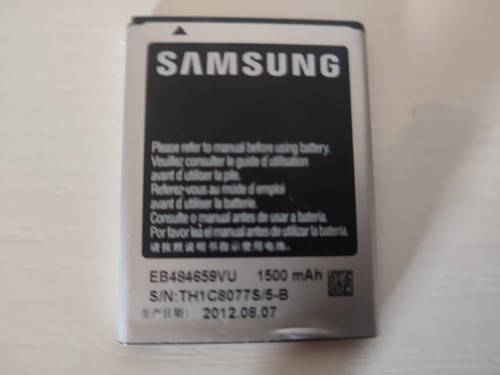 SAMSUNG
Please refer to manual before using battery.
Veuillez consulter le guide d'utilisation
avant d'utiliser la pile.
Referez-vous au mode d'emploi
avant d'utiliser la batterie.
Consulte o manual antes de usar a bateria.
Por favor lea el manual antes de utilizar la batería.
请按说明书指示使用电池。
EB484659VU 1500 mAh
S/N:TH1C8077S/5-B
生产日期: 2012.08.07